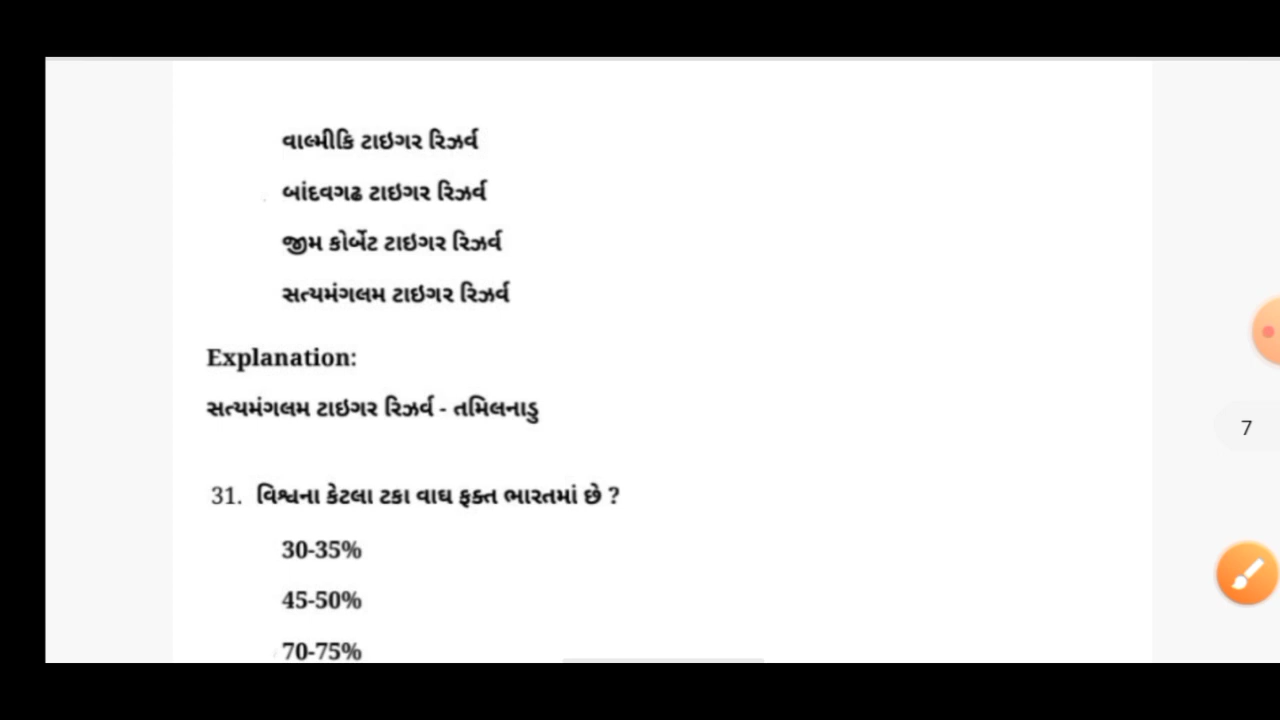 વાલ્મીકિ ટાઇગર રિઝર્વ
બાંદવગઢ ટાઇગર રિઝર્વ
જીમ કોર્બેટ ટાઇગર રિઝર્વ
સત્યમંગલમ ટાઇગર રિઝર્વ
Explanation:
સત્યમંગલમ ટાઇગર રિઝર્વ - તમિલનાડુ
7
31. વિશ્વના કેટલા ટકા વાઘ ફક્ત ભારતમાં છે ?
30-35%
45-50%
70-75%